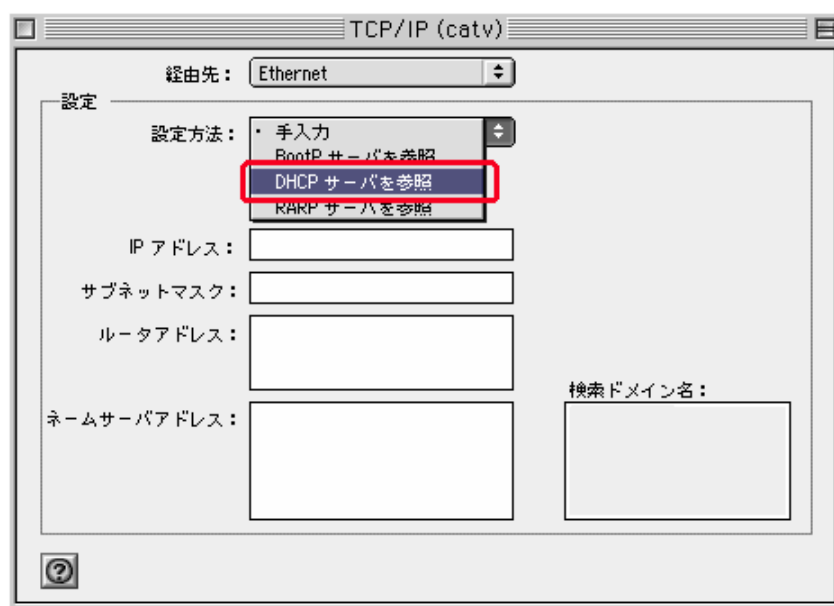 TCP/IP (catv)
経由先： Ethernet
設定
設定方法： ・ 手入力
BootP サーバを参照
DHCP サーバを参照
RARP サーバを参照
IP アドレス：
サブネットマスク：
ルータアドレス：
検索ドメイン名：
ネームサーバアドレス：
?